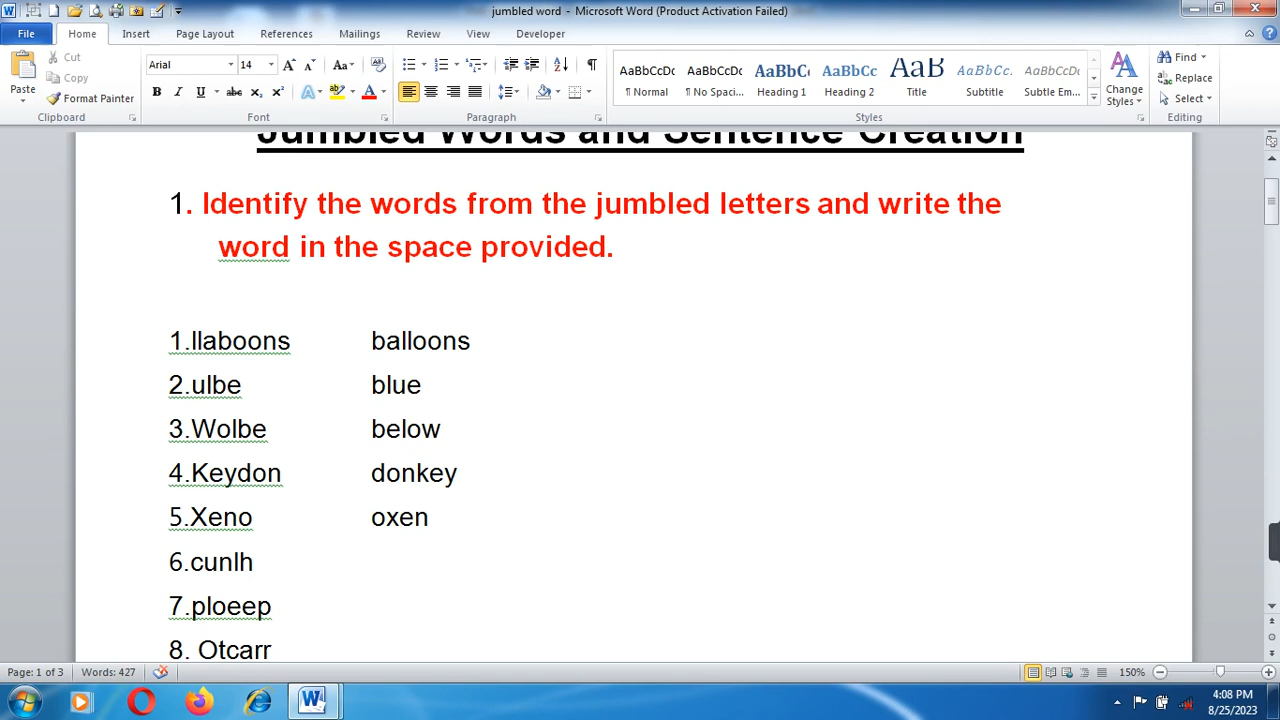 jumbled word - Microsoft Word (Product Activation Failed)
File Home Insert Page Layout References Mailings Review View Developer
Paste
Cut
Copy
Format Painter
Clipboard
Arial 14
Font
Paragraph
AaBbCcDc AaBbCcDc AaBbCc AaBbCc AaB AaBbCc. AaBbCcDc
¶ Normal ¶ No Spaci... Heading 1 Heading 2 Title Subtitle Subtle Em...
Styles
Change Styles
Find
Replace
Select
Editing
Jumbled Words and Sentence Creation
1. Identify the words from the jumbled letters and write the
word in the space provided.
1.llaboons balloons
2.ulbe blue
3.Wolbe below
4.Keydon donkey
5.Xeno oxen
6.cunlh
7.ploeep
8. Otcarr
Page: 1 of 3 Words: 427 150%
4:08 PM
8/25/2023